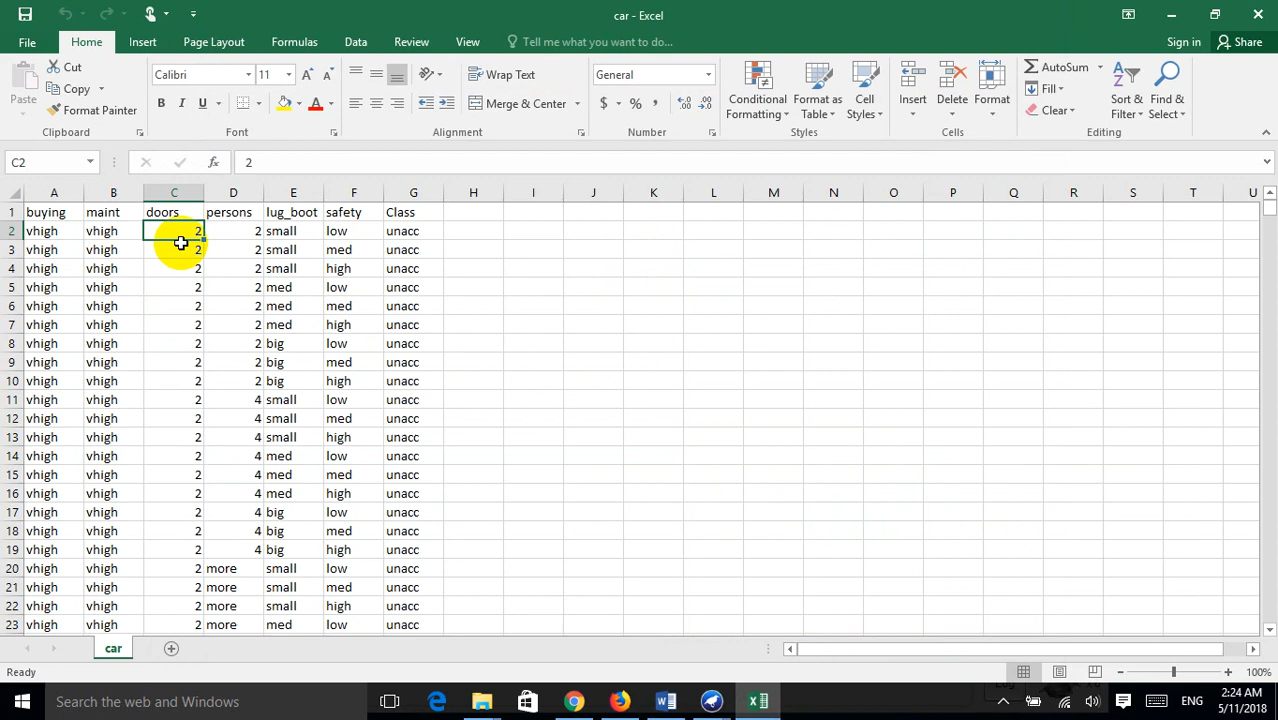 car - Excel
File Home Insert Page Layout Formulas Data Review View Tell me what you want to do... Sign in Share
Cut Calibri 11 Wrap Text General AutoSum
Copy Fill
Paste Format Painter B I U Merge & Center $ % Conditional Formatting Format as Table Cell Styles Insert Delete Format Clear Sort & Filter Find & Select
Clipboard Font Alignment Number Styles Cells Editing
C2 fx 2
A B C D E F G H I J K L M N O P Q R S T U
1 buying maint doors persons lug_boot safety Class
2 vhigh vhigh 2 2 small low unacc
3 vhigh vhigh 2 2 small med unacc
4 vhigh vhigh 2 2 small high unacc
5 vhigh vhigh 2 2 med low unacc
6 vhigh vhigh 2 2 med med unacc
7 vhigh vhigh 2 2 med high unacc
8 vhigh vhigh 2 2 big low unacc
9 vhigh vhigh 2 2 big med unacc
10 vhigh vhigh 2 2 big high unacc
11 vhigh vhigh 2 4 small low unacc
12 vhigh vhigh 2 4 small med unacc
13 vhigh vhigh 2 4 small high unacc
14 vhigh vhigh 2 4 med low unacc
15 vhigh vhigh 2 4 med med unacc
16 vhigh vhigh 2 4 med high unacc
17 vhigh vhigh 2 4 big low unacc
18 vhigh vhigh 2 4 big med unacc
19 vhigh vhigh 2 4 big high unacc
20 vhigh vhigh 2 more small low unacc
21 vhigh vhigh 2 more small med unacc
22 vhigh vhigh 2 more small high unacc
23 vhigh vhigh 2 more med low unacc
car
Ready 100%
Search the web and Windows ENG 2:24 AM
5/11/2018